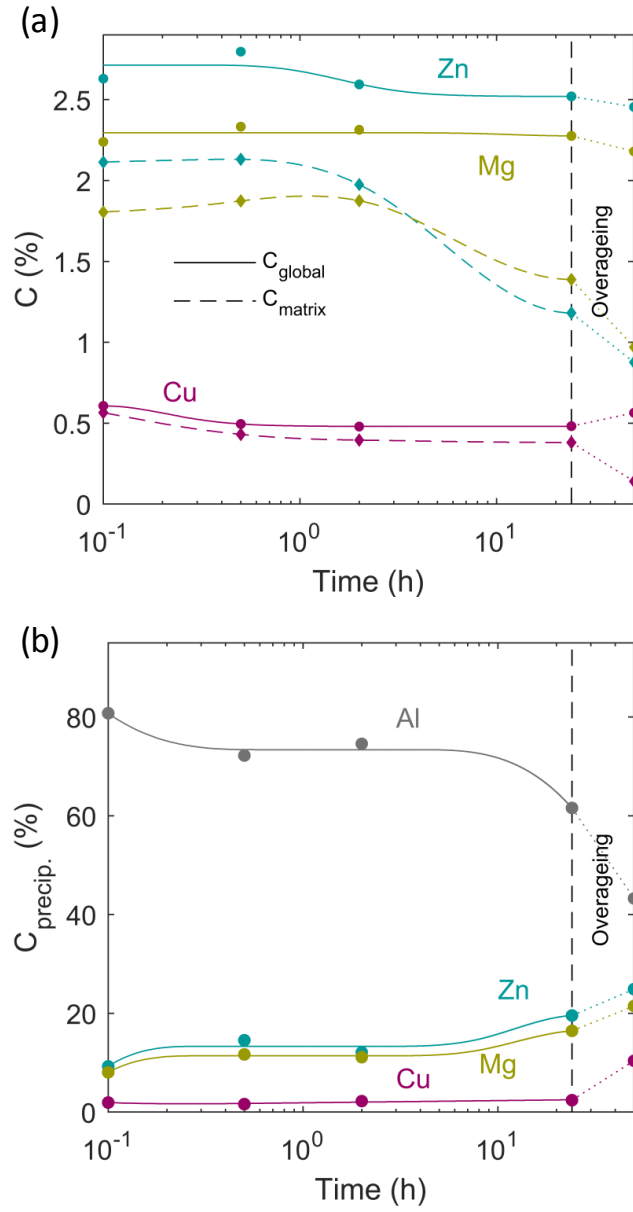 (a)
Zn
2.5
Mg
2
C (%)
1.5
C_global
C_matrix
Overageing
1
Cu
0.5
0
10^-1
10^0
10^1
Time (h)
(b)
Al
80
60
C_precip. (%)
Overageing
40
Zn
20
Mg
Cu
0
10^-1
10^0
10^1
Time (h)